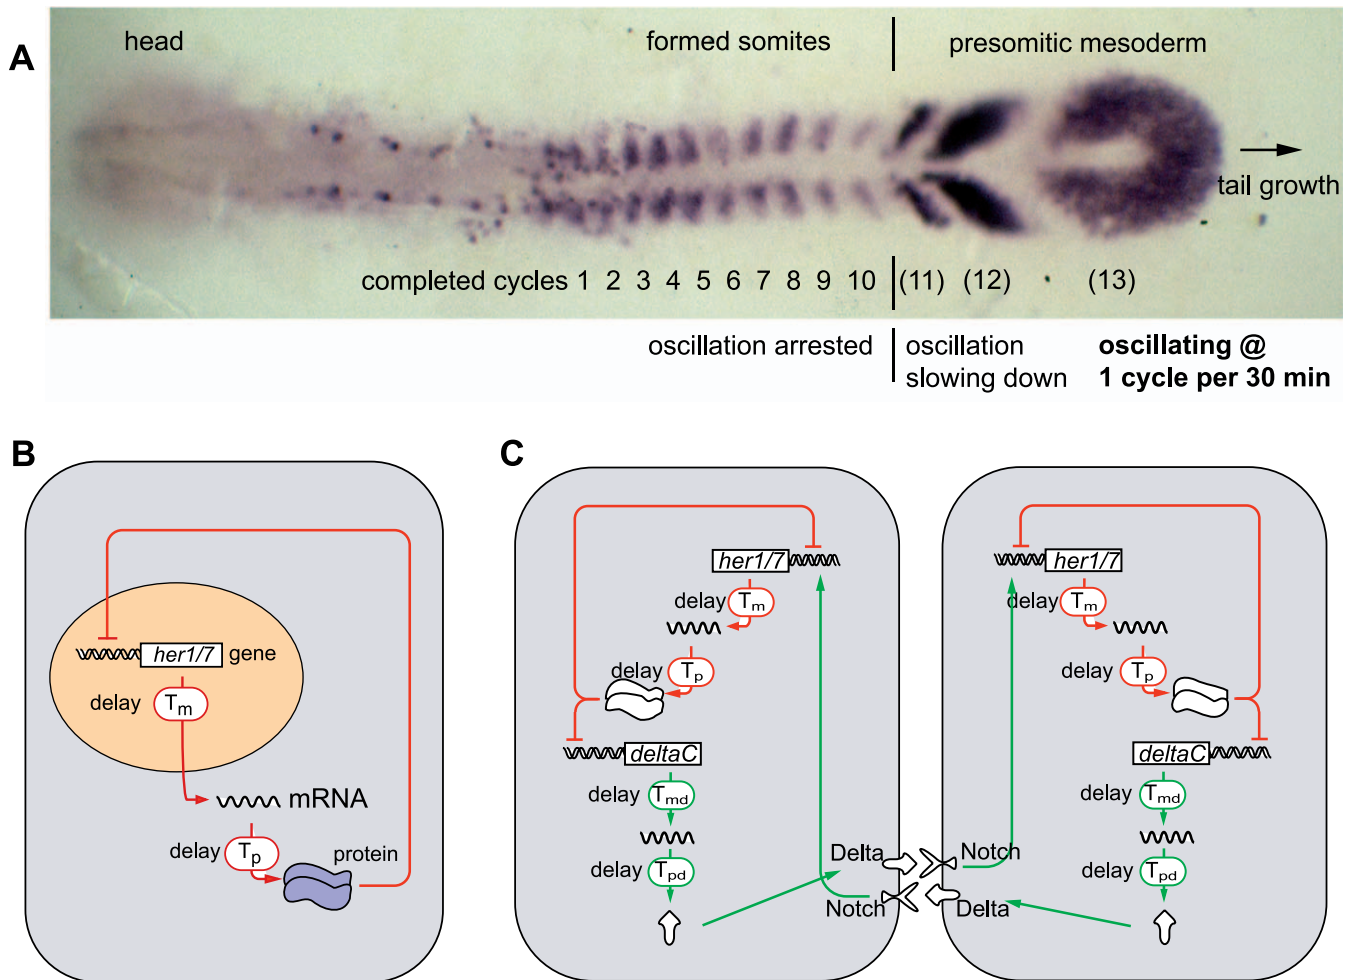 A
head
formed somites
presomitic mesoderm
tail growth
completed cycles 1 2 3 4 5 6 7 8 9 10 (11) (12) (13)
oscillation arrested
oscillation
slowing down
oscillating @
1 cycle per 30 min
B
her1/7 gene
delay Tm
mRNA
delay Tp
protein
C
her1/7
delay Tm
delay Tp
deltaC
delay Tmd
delay Tpd
Delta
Notch
her1/7
delay Tm
delay Tp
deltaC
delay Tmd
delay Tpd
Notch
Delta